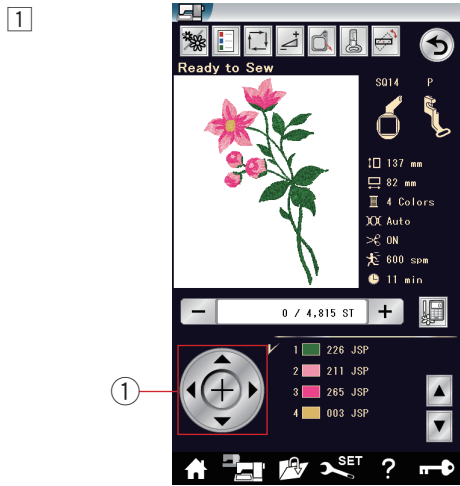 1
Ready to Sew
SQ14 P
137 mm
82 mm
4 Colors
Auto
ON
600 spm
11 min
− 0 / 4,815 ST +
1 226 JSP
2 211 JSP
3 265 JSP
4 003 JSP
1
SET ?